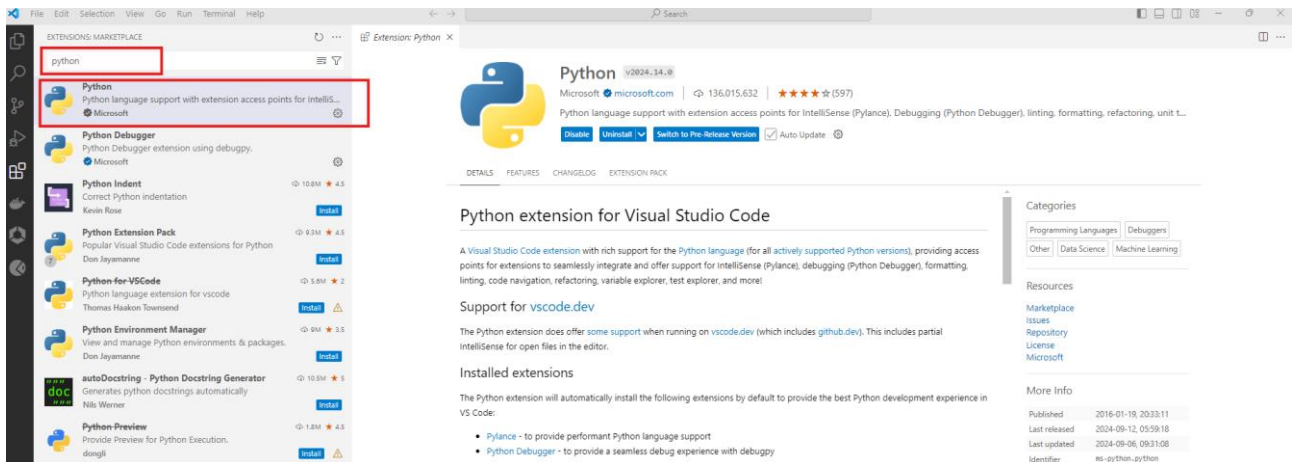 File Edit Selection View Go Run Terminal Help
Search
EXTENSIONS: MARKETPLACE
python
Python
Python language support with extension access points for IntelliS...
Microsoft
Python Debugger
Python Debugger extension using debugpy.
Microsoft
Python Indent 10.8M ★ 4.5
Correct Python indentation
Kevin Rose Install
Python Extension Pack 9.3M ★ 4.5
Popular Visual Studio Code extensions for Python
Don Jayamanne Install
7
Python for VSCode 5.8M ★ 2
Python language extension for vscode
Thomas Haakon Townsend Install
Python Environment Manager 9M ★ 3.5
View and manage Python environments & packages.
Don Jayamanne Install
autoDocstring - Python Docstring Generator 10.5M ★ 5
Generates python docstrings automatically
Nils Werner Install
"""
doc
"""
Python Preview 1.8M ★ 4.5
Provide Preview for Python Execution.
dongli Install
Extension: Python
Python v2024.14.0
Microsoft microsoft.com | 136,015,632 | ★★★★☆(597)
Python language support with extension access points for IntelliSense (Pylance), Debugging (Python Debugger), linting, formatting, refactoring, unit t...
Disable Uninstall Switch to Pre-Release Version Auto Update
DETAILS FEATURES CHANGELOG EXTENSION PACK
Python extension for Visual Studio Code
A Visual Studio Code extension with rich support for the Python language (for all actively supported Python versions), providing access
points for extensions to seamlessly integrate and offer support for IntelliSense (Pylance), debugging (Python Debugger), formatting,
linting, code navigation, refactoring, variable explorer, test explorer, and more!
Support for vscode.dev
The Python extension does offer some support when running on vscode.dev (which includes github.dev). This includes partial
IntelliSense for open files in the editor.
Installed extensions
The Python extension will automatically install the following extensions by default to provide the best Python development experience in
VS Code:
• Pylance - to provide performant Python language support
• Python Debugger - to provide a seamless debug experience with debugpy
Categories
Programming Languages Debuggers
Other Data Science Machine Learning
Resources
Marketplace
Issues
Repository
License
Microsoft
More Info
Published 2016-01-19, 20:33:11
Last released 2024-09-12, 05:59:18
Last updated 2024-09-06, 09:31:08
Identifier ms-python.python